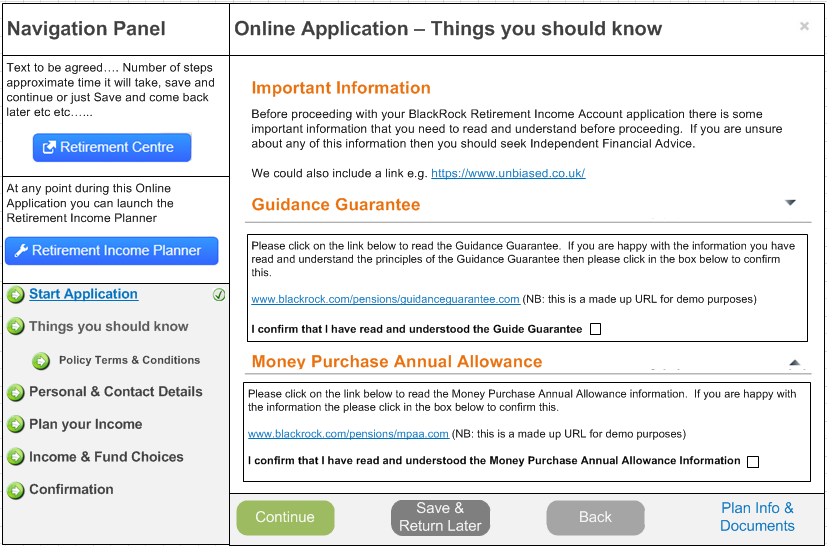 Navigation Panel
Online Application – Things you should know
×
Text to be agreed…. Number of steps
approximate time it will take, save and
continue or just Save and come back
later etc etc…...
Retirement Centre
At any point during this Online
Application you can launch the
Retirement Income Planner
Retirement Income Planner
Start Application
Things you should know
Policy Terms & Conditions
Personal & Contact Details
Plan your Income
Income & Fund Choices
Confirmation
Important Information
Before proceeding with your BlackRock Retirement Income Account application there is some
important information that you need to read and understand before proceeding. If you are unsure
about any of this information then you should seek Independent Financial Advice.
We could also include a link e.g. https://www.unbiased.co.uk/
Guidance Guarantee
Please click on the link below to read the Guidance Guarantee. If you are happy with the information you have
read and understand the principles of the Guidance Guarantee then please click in the box below to confirm
this.
www.blackrock.com/pensions/guidanceguarantee.com (NB: this is a made up URL for demo purposes)
I confirm that I have read and understood the Guide Guarantee
Money Purchase Annual Allowance
Please click on the link below to read the Money Purchase Annual Allowance information. If you are happy with
the information the please click in the box below to confirm this.
www.blackrock.com/pensions/mpaa.com (NB: this is a made up URL for demo purposes)
I confirm that I have read and understood the Money Purchase Annual Allowance Information
Continue
Save &
Return Later
Back
Plan Info &
Documents